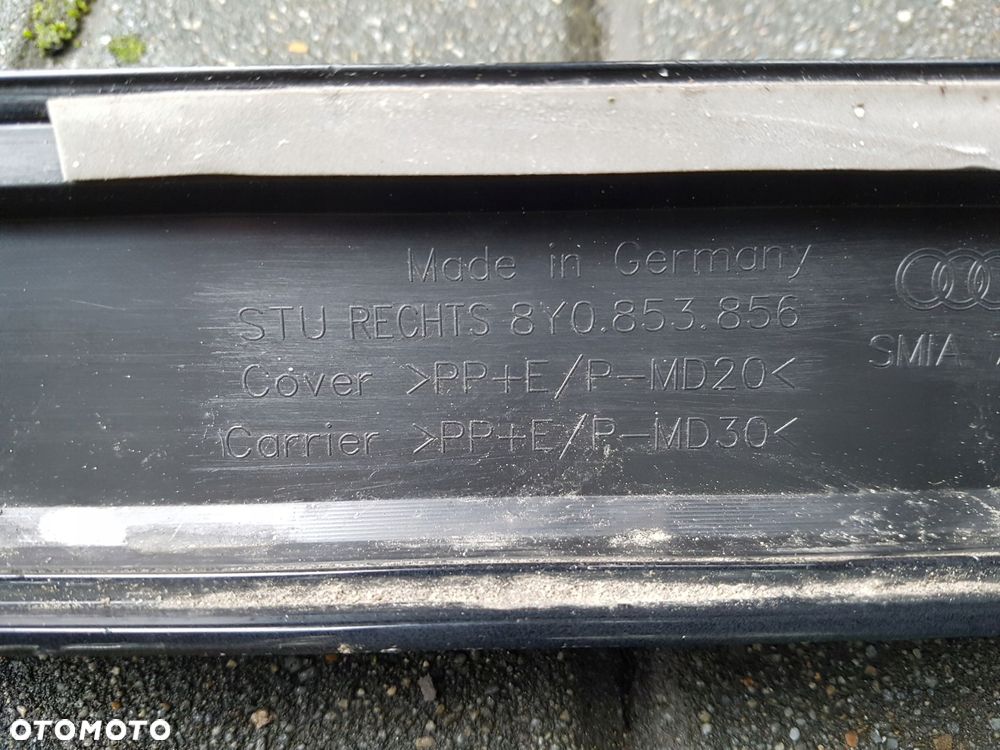 Made in Germany
STU RECHTS 8Y0.853.856
Cover >PP+E/P-MD20<
Carrier >PP+E/P-MD30<
SMIA
OTOMOTO